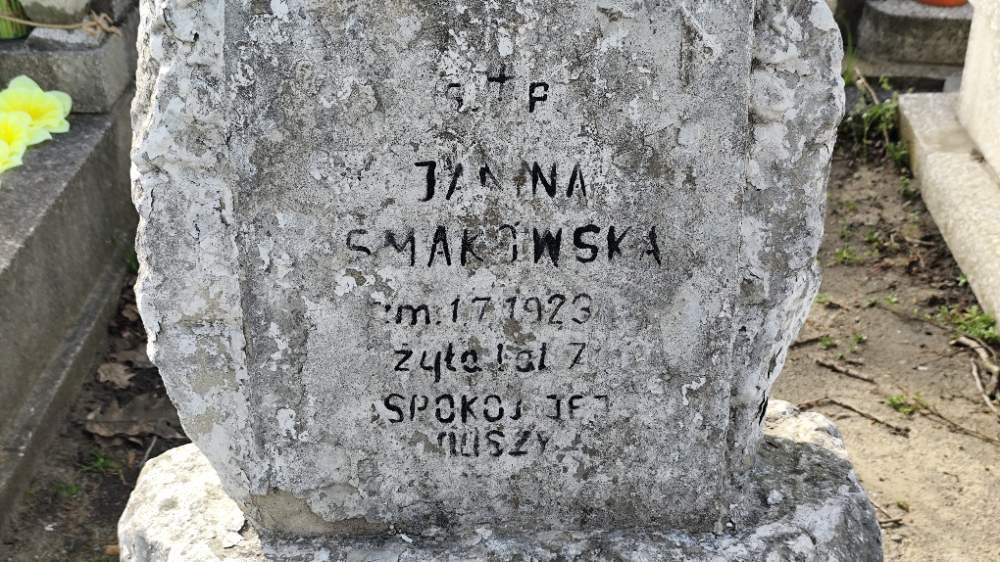 Ś.†P.
JANINA
SMAKOWSKA
zm. 1.7.1923
żyła lat 7
SPOKÓJ JEJ
DUSZY